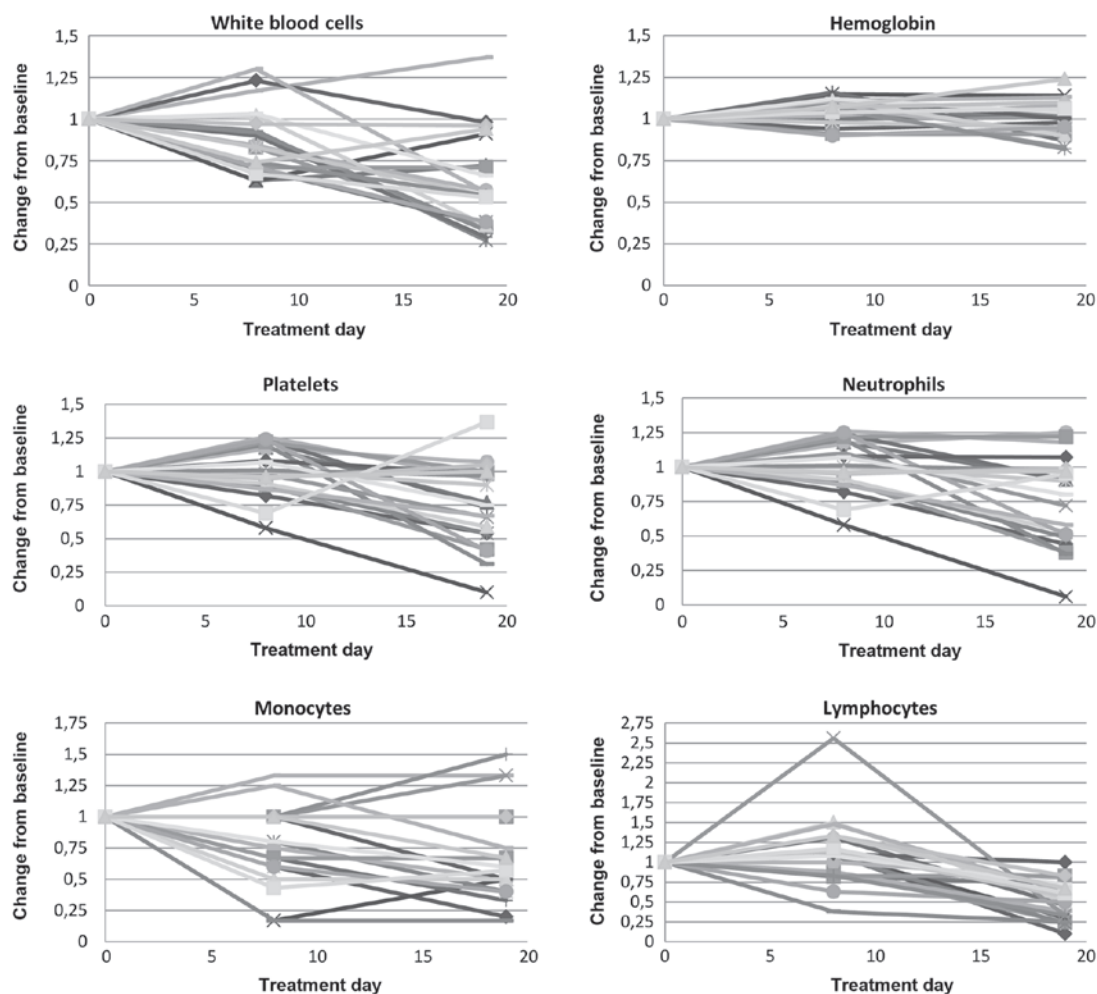 White blood cells
1,5
1,25
1
0,75
0,5
0,25
0
0 5 10 15 20
Change from baseline
Treatment day
Hemoglobin
1,5
1,25
1
0,75
0,5
0,25
0
0 5 10 15 20
Change from baseline
Treatment day
Platelets
1,5
1,25
1
0,75
0,5
0,25
0
0 5 10 15 20
Change from baseline
Treatment day
Neutrophils
1,5
1,25
1
0,75
0,5
0,25
0
0 5 10 15 20
Change from baseline
Treatment day
Monocytes
1,75
1,5
1,25
1
0,75
0,5
0,25
0
0 5 10 15 20
Change from baseline
Treatment day
Lymphocytes
2,75
2,5
2,25
2
1,75
1,5
1,25
1
0,75
0,5
0,25
0
0 5 10 15 20
Change from baseline
Treatment day